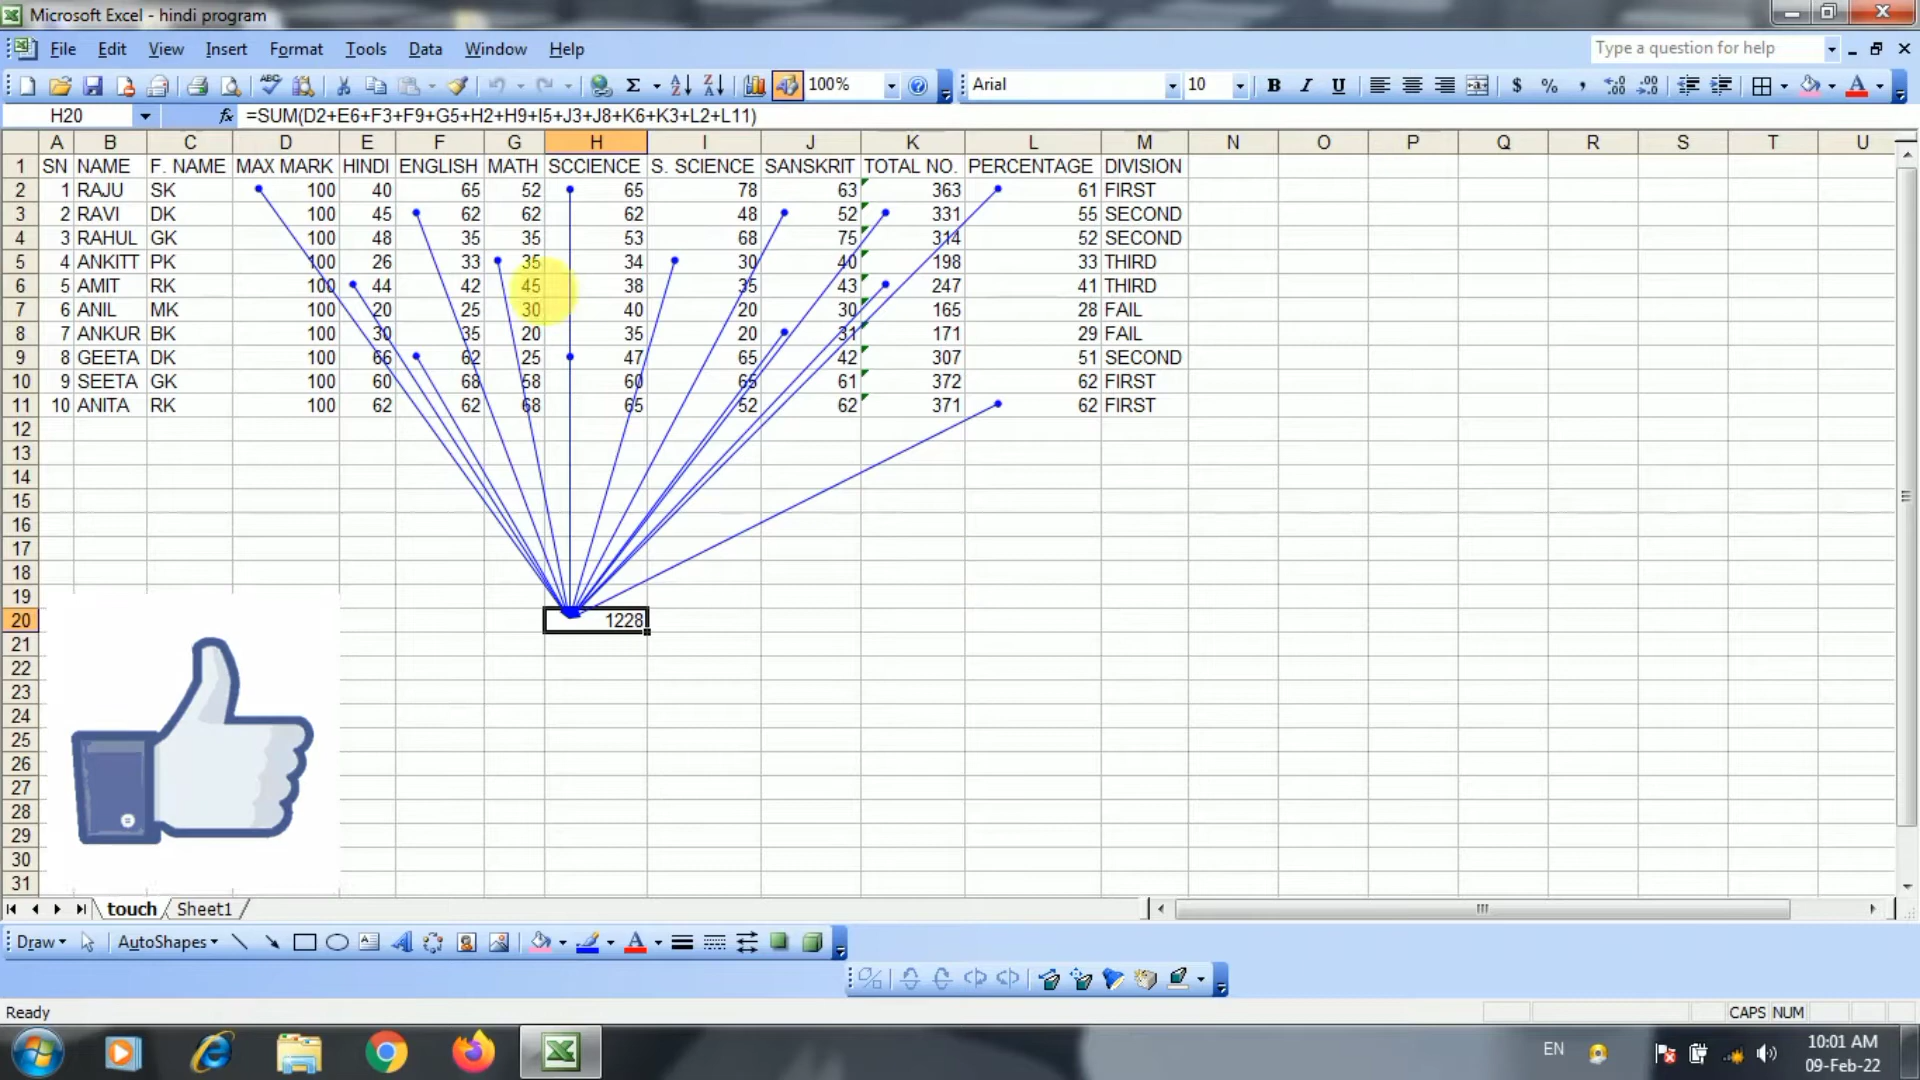 Microsoft Excel - hindi program
File Edit View Insert Format Tools Data Window Help Type a question for help
100% Arial 10 B I U $ % ,
H20 fx =SUM(D2+E6+F3+F9+G5+H2+H9+I5+J3+J8+K6+K3+L2+L11)
A B C D E F G H I J K L M N O P Q R S T U
1 SN NAME F. NAME MAX MARK HINDI ENGLISH MATH SCCIENCE S. SCIENCE SANSKRIT TOTAL NO. PERCENTAGE DIVISION
2 1 RAJU SK 100 40 65 52 65 78 63 363 61 FIRST
3 2 RAVI DK 100 45 62 62 62 48 52 331 55 SECOND
4 3 RAHUL GK 100 48 35 35 53 68 75 314 52 SECOND
5 4 ANKITT PK 100 26 33 35 34 30 40 198 33 THIRD
6 5 AMIT RK 100 44 42 45 38 35 43 247 41 THIRD
7 6 ANIL MK 100 20 25 30 40 20 30 165 28 FAIL
8 7 ANKUR BK 100 30 35 20 35 20 31 171 29 FAIL
9 8 GEETA DK 100 66 62 25 47 65 42 307 51 SECOND
10 9 SEETA GK 100 60 68 58 60 65 61 372 62 FIRST
11 10 ANITA RK 100 62 62 68 65 52 62 371 62 FIRST
12
13
14
15
16
17
18
19
20 1228
21
22
23
24
25
26
27
28
29
30
31
touch Sheet1
Draw AutoShapes
Ready CAPS NUM
EN 10:01 AM
09-Feb-22